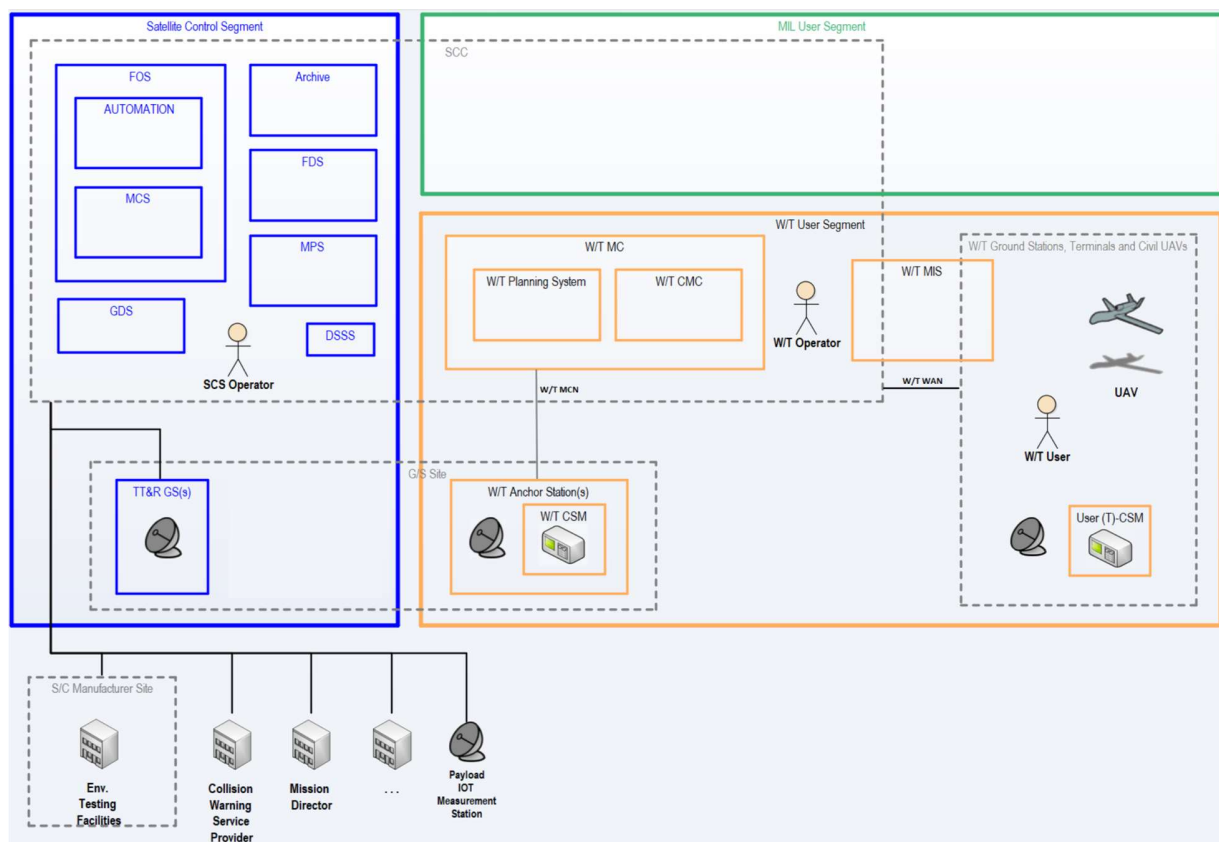 Satellite Control Segment
MIL User Segment
SCC
FOS
Archive
AUTOMATION
FDS
MCS
MPS
GDS
DSSS
SCS Operator
W/T User Segment
W/T MC
W/T Ground Stations, Terminals and Civil UAVs
W/T Planning System
W/T CMC
W/T MIS
W/T Operator
W/T MCN
W/T WAN
UAV
W/T User
G/S Site
TT&R GS(s)
W/T Anchor Station(s)
W/T CSM
User (T)-CSM
S/C Manufacturer Site
Env.
Testing
Facilities
Collision
Warning
Service
Provider
Mission
Director
. . .
Payload
IOT
Measurement
Station